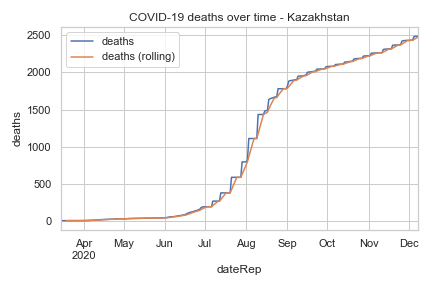 COVID-19 deaths over time - Kazakhstan
deaths
deaths (rolling)
deaths
2500
2000
1500
1000
500
0
Apr May Jun Jul Aug Sep Oct Nov Dec
2020
dateRep